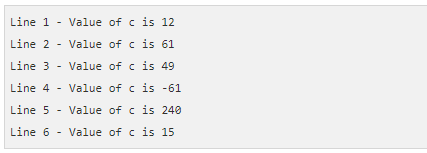 Line 1 - Value of c is 12
Line 2 - Value of c is 61
Line 3 - Value of c is 49
Line 4 - Value of c is -61
Line 5 - Value of c is 240
Line 6 - Value of c is 15